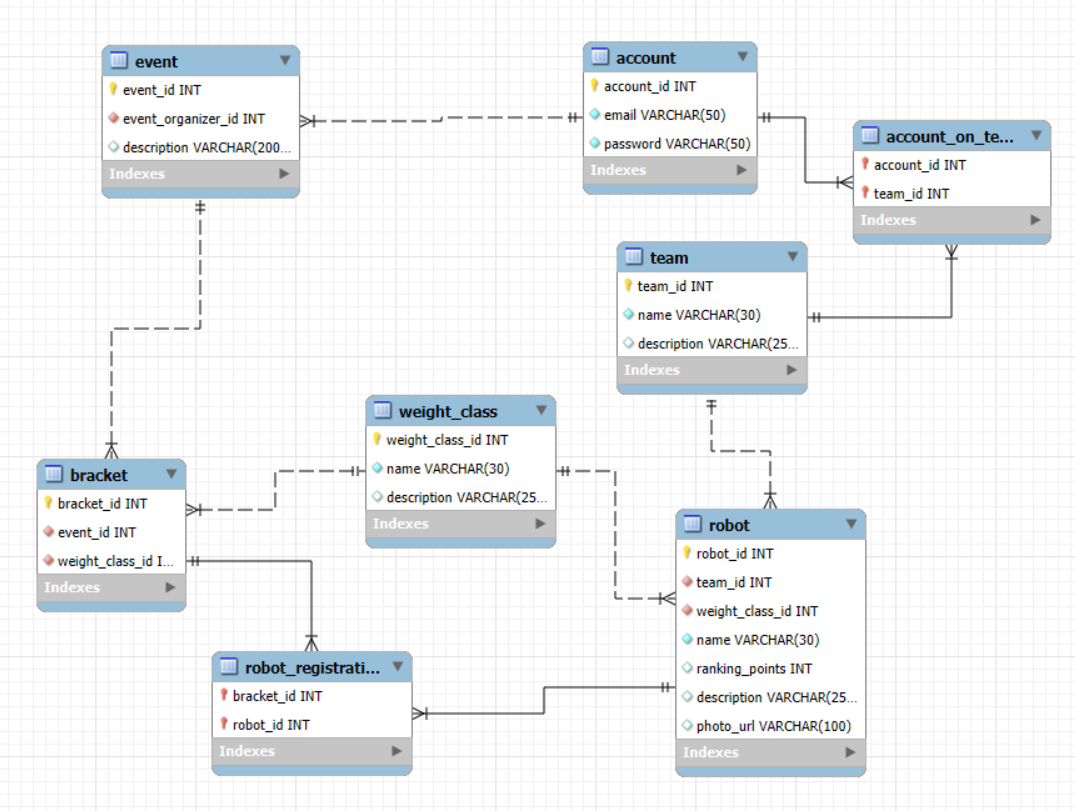 event
event_id INT
event_organizer_id INT
description VARCHAR(200...
Indexes
account
account_id INT
email VARCHAR(50)
password VARCHAR(50)
Indexes
account_on_te...
account_id INT
team_id INT
Indexes
team
team_id INT
name VARCHAR(30)
description VARCHAR(25...
Indexes
weight_class
weight_class_id INT
name VARCHAR(30)
description VARCHAR(25...
Indexes
bracket
bracket_id INT
event_id INT
weight_class_id I...
Indexes
robot
robot_id INT
team_id INT
weight_class_id INT
name VARCHAR(30)
ranking_points INT
description VARCHAR(25...
photo_url VARCHAR(100)
Indexes
robot_registrati...
bracket_id INT
robot_id INT
Indexes